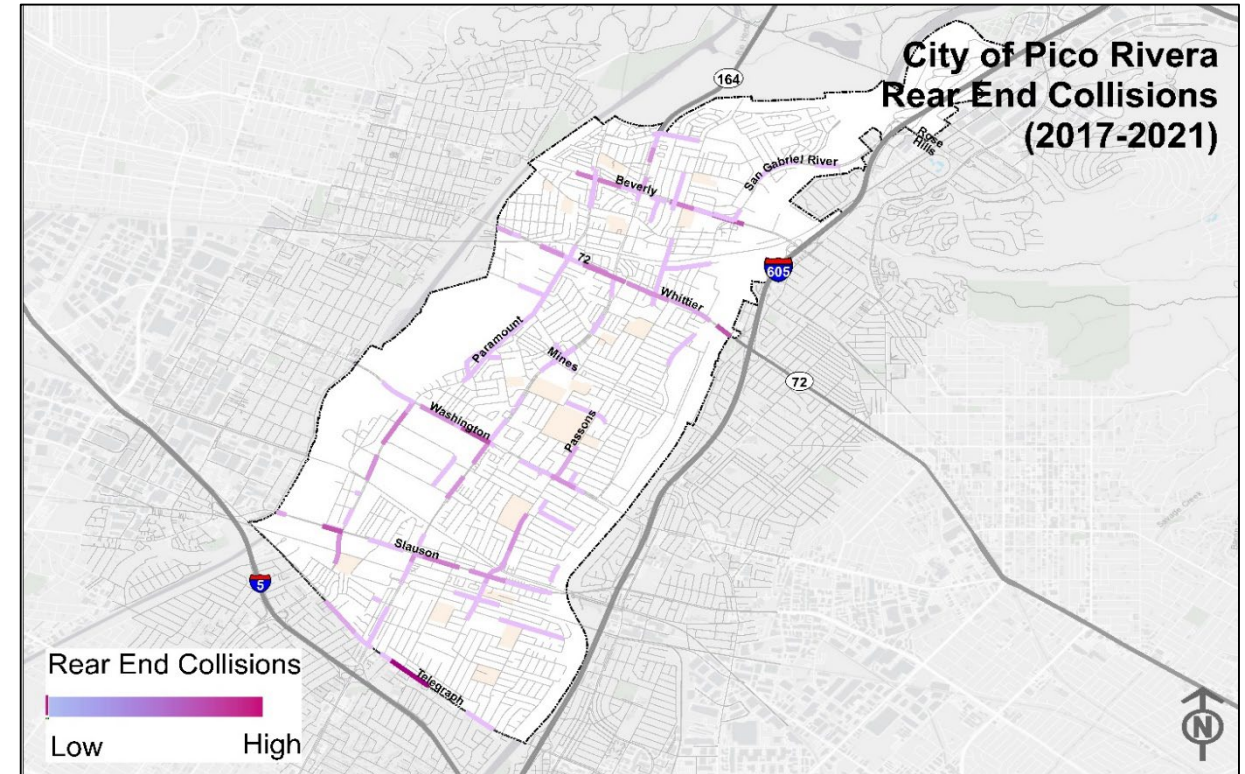 City of Pico Rivera
Rear End Collisions
(2017-2021)
164
Rose
Hills
San Gabriel River
Beverly
72
Whittier
605
Paramount
Mines
72
Washington
Passons
Slauson
5
Telegraph
Rear End Collisions
Low
High
N